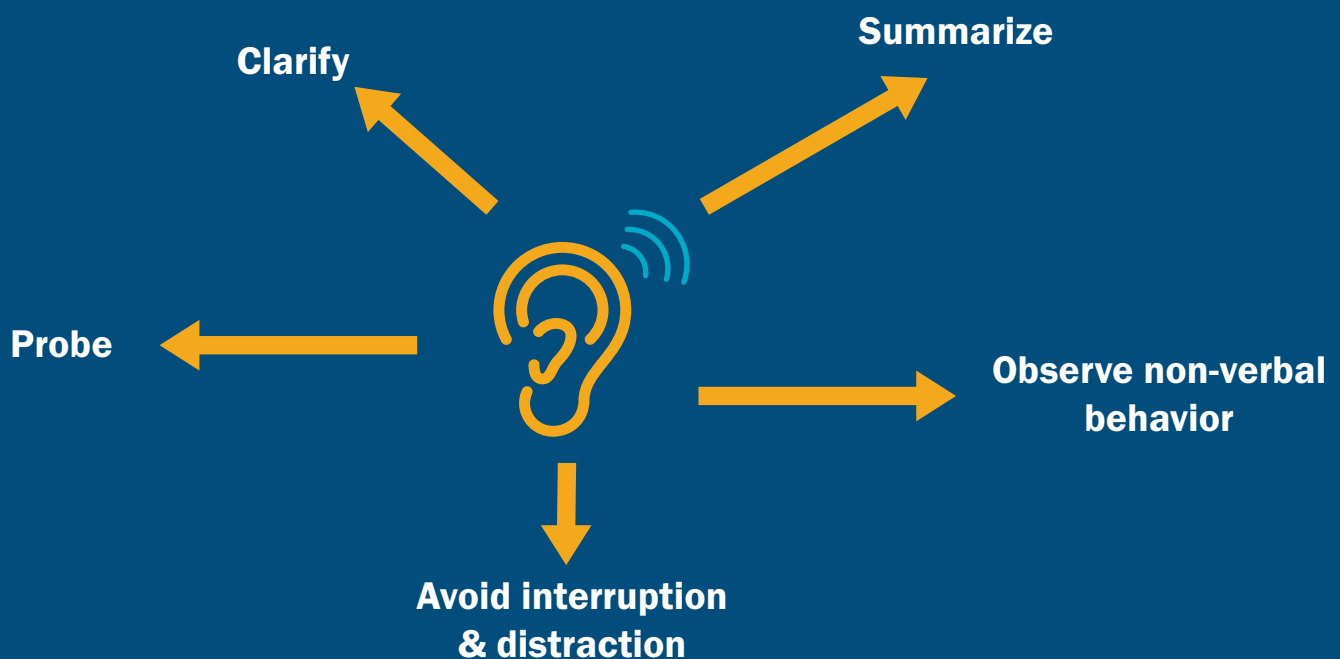 Summarize
Clarify
Probe
Observe non-verbal
behavior
Avoid interruption
& distraction